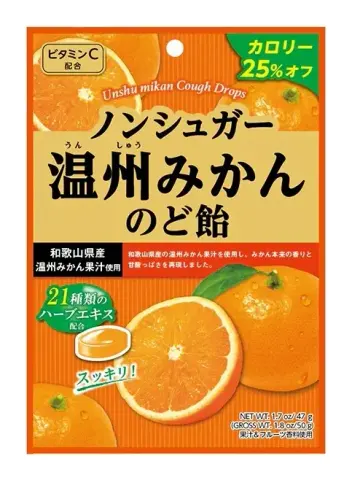 ビタミンC
配合
カロリー
25%オフ
Unshu mikan Cough Drops
ノンシュガー
うん しゅう
温州みかん
のど飴
和歌山県産
温州みかん果汁使用
和歌山県産の温州みかん果汁を使用し、みかん本来の香りと
甘酸っぱさを再現しました。
21種類の
ハーブエキス
配合
スッキリ!
NET WT. 1.7 oz/ 47 g
(GROSS WT. 1.8 oz/50 g)
果汁&フルーツ香料使用